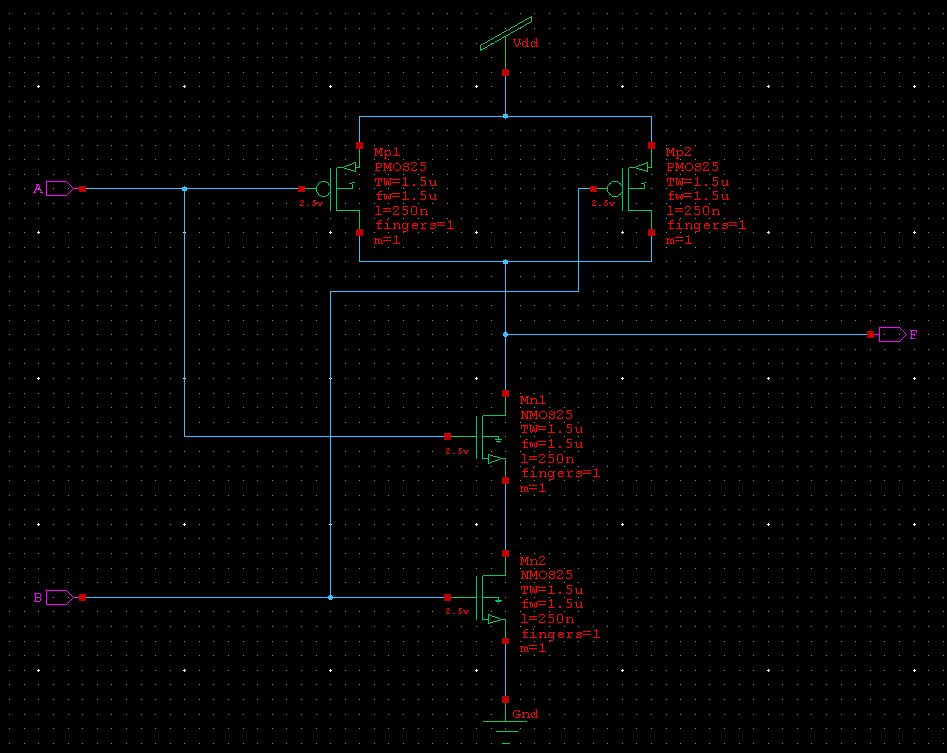 Vdd
Mp1
PMOS25
TW=1.5u
fw=1.5u
l=250n
fingers=1
m=1
2.5v
Mp2
PMOS25
TW=1.5u
fw=1.5u
l=250n
fingers=1
m=1
2.5v
A
F
Mn1
NMOS25
TW=1.5u
fw=1.5u
l=250n
fingers=1
m=1
2.5v
B
Mn2
NMOS25
TW=1.5u
fw=1.5u
l=250n
fingers=1
m=1
2.5v
Gnd